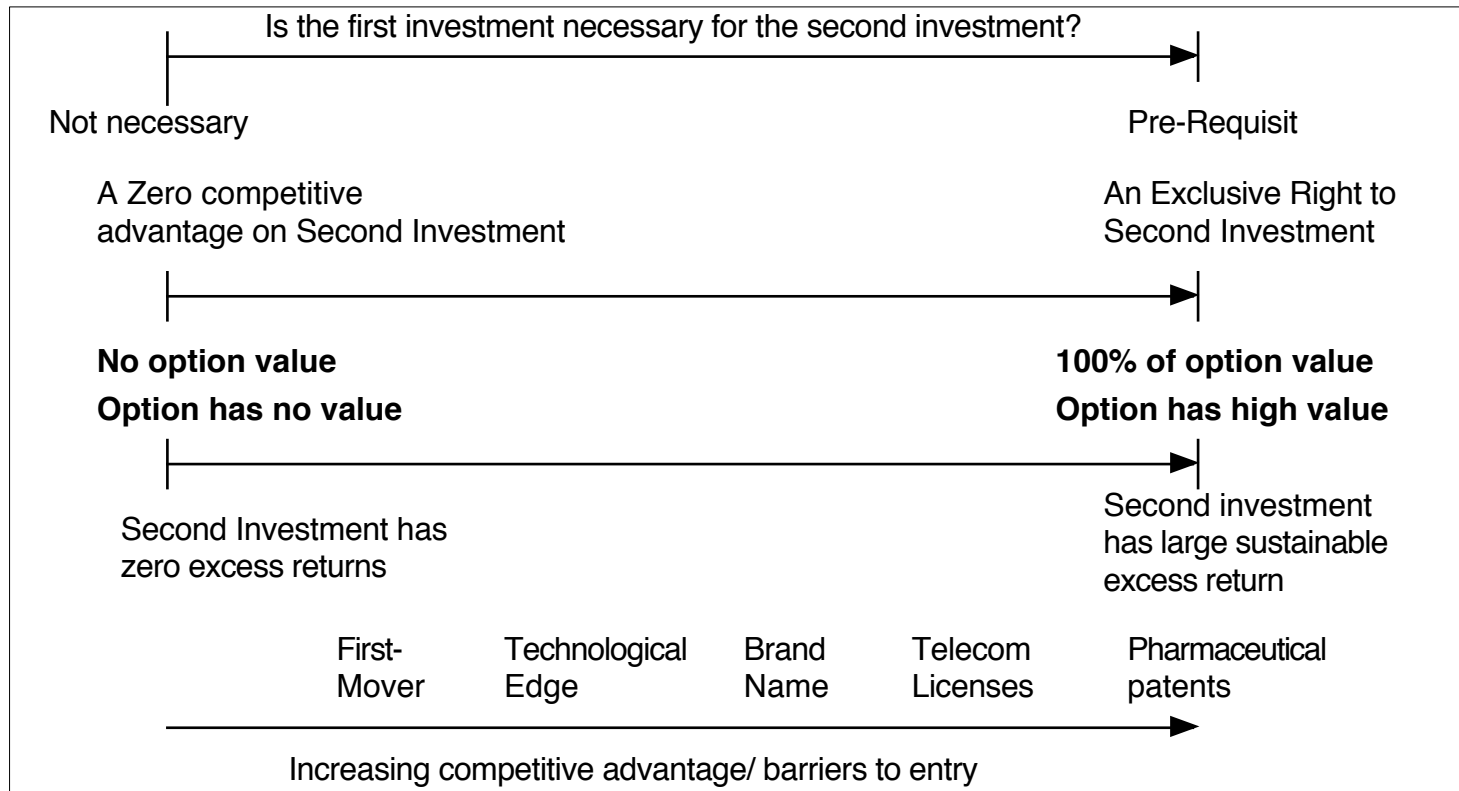 Is the first investment necessary for the second investment?
Not necessary
Pre-Requisit
A Zero competitive
advantage on Second Investment
An Exclusive Right to
Second Investment
No option value
Option has no value
100% of option value
Option has high value
Second Investment has
zero excess returns
Second investment
has large sustainable
excess return
First-
Mover
Technological
Edge
Brand
Name
Telecom
Licenses
Pharmaceutical
patents
Increasing competitive advantage/ barriers to entry